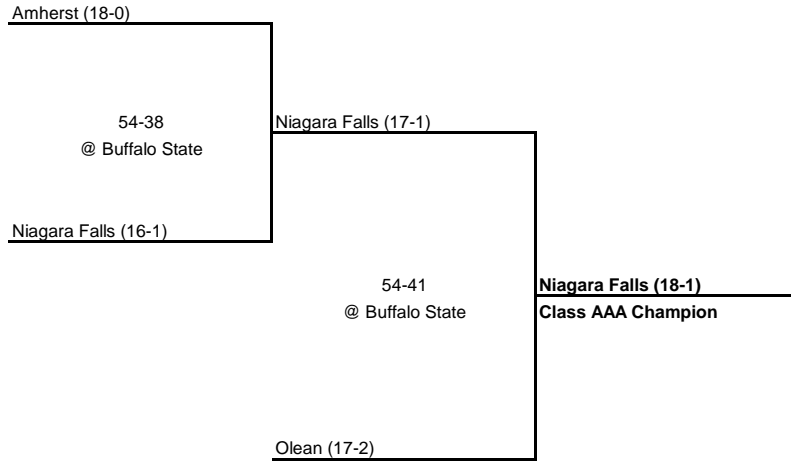 Amherst (18-0)
54-38
@ Buffalo State
Niagara Falls (17-1)
Niagara Falls (16-1)
54-41
@ Buffalo State
Niagara Falls (18-1)
Class AAA Champion
Olean (17-2)